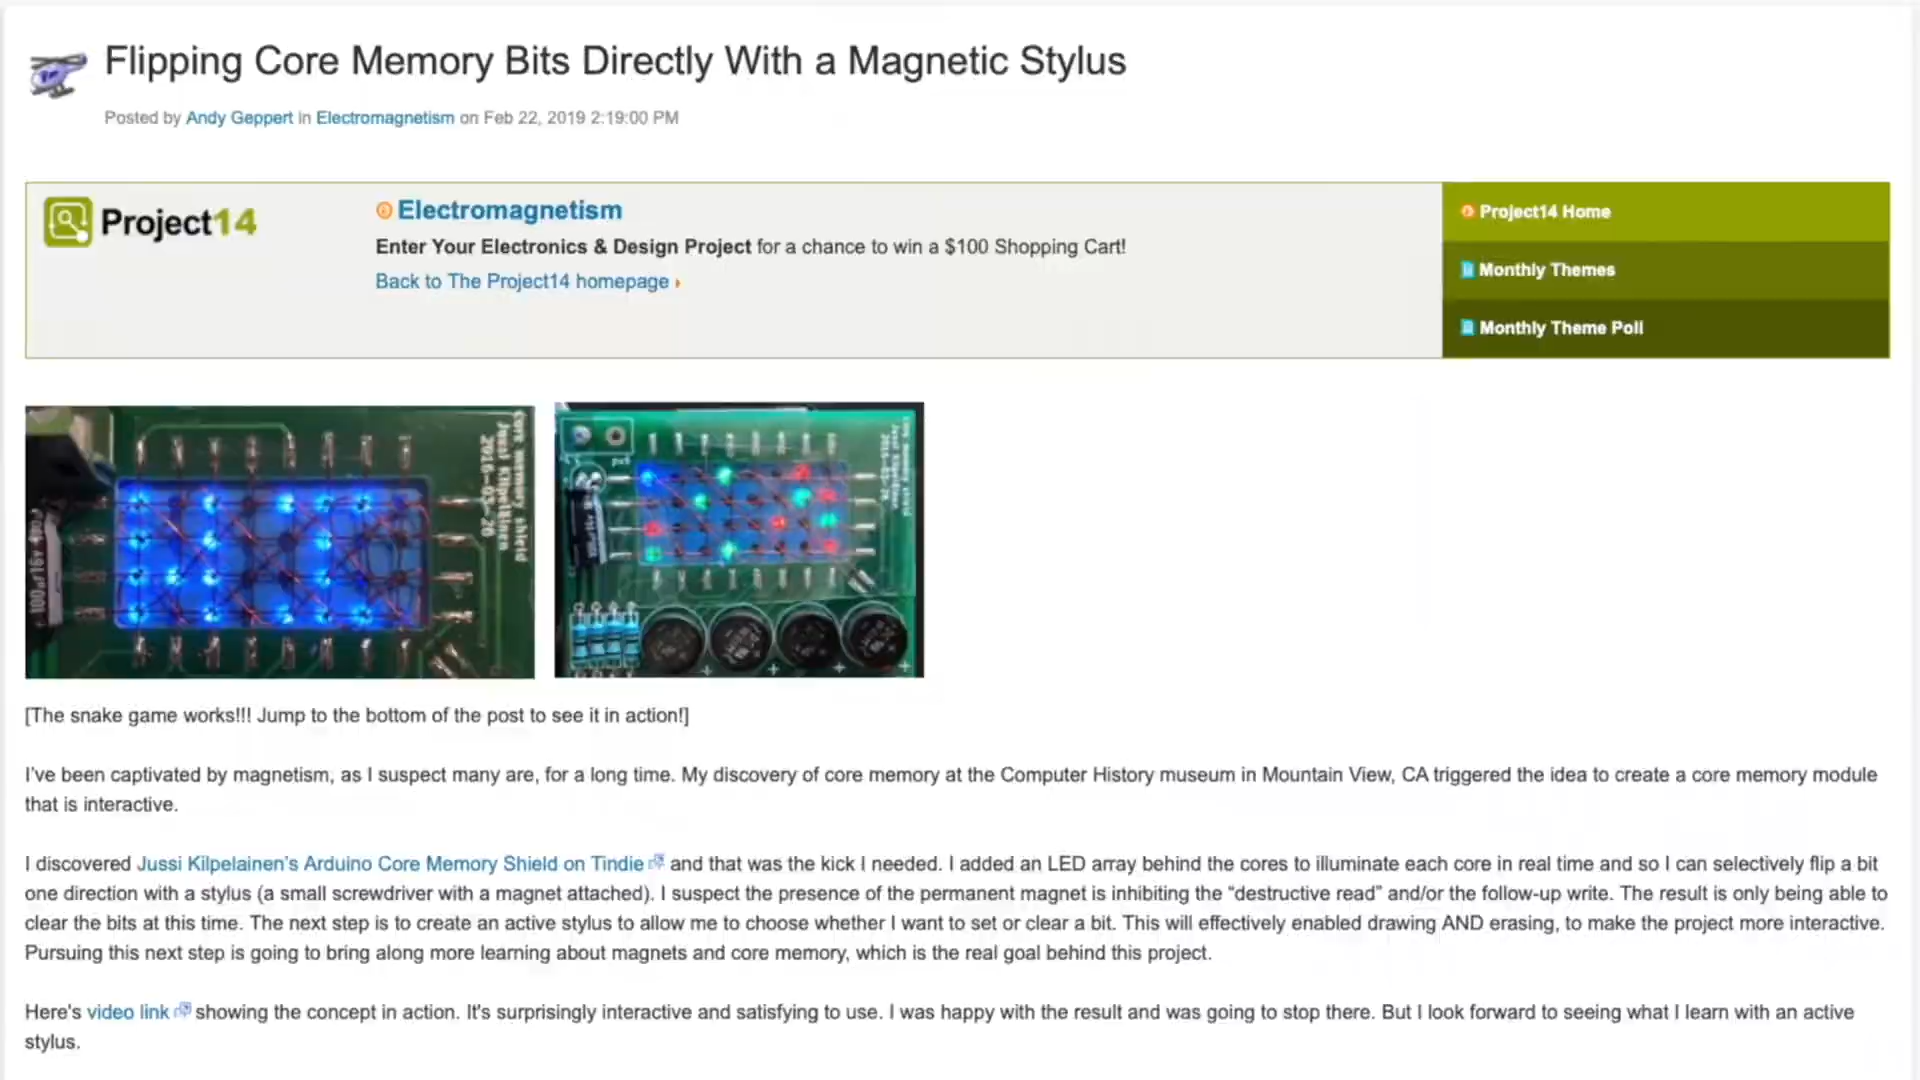 Flipping Core Memory Bits Directly With a Magnetic Stylus
Posted by Andy Geppert in Electromagnetism on Feb 22, 2019 2:19:00 PM
Project14
Electromagnetism
Enter Your Electronics & Design Project for a chance to win a $100 Shopping Cart!
Back to The Project14 homepage
Project14 Home
Monthly Themes
Monthly Theme Poll
Core memory shield
Jussi Kilpelainen
2016-03-26
100µF16V
[The snake game works!!! Jump to the bottom of the post to see it in action!]
I've been captivated by magnetism, as I suspect many are, for a long time. My discovery of core memory at the Computer History museum in Mountain View, CA triggered the idea to create a core memory module
that is interactive.
I discovered Jussi Kilpelainen's Arduino Core Memory Shield on Tindie and that was the kick I needed. I added an LED array behind the cores to illuminate each core in real time and so I can selectively flip a bit
one direction with a stylus (a small screwdriver with a magnet attached). I suspect the presence of the permanent magnet is inhibiting the “destructive read” and/or the follow-up write. The result is only being able to
clear the bits at this time. The next step is to create an active stylus to allow me to choose whether I want to set or clear a bit. This will effectively enabled drawing AND erasing, to make the project more interactive.
Pursuing this next step is going to bring along more learning about magnets and core memory, which is the real goal behind this project.
Here's video link showing the concept in action. It's surprisingly interactive and satisfying to use. I was happy with the result and was going to stop there. But I look forward to seeing what I learn with an active
stylus.